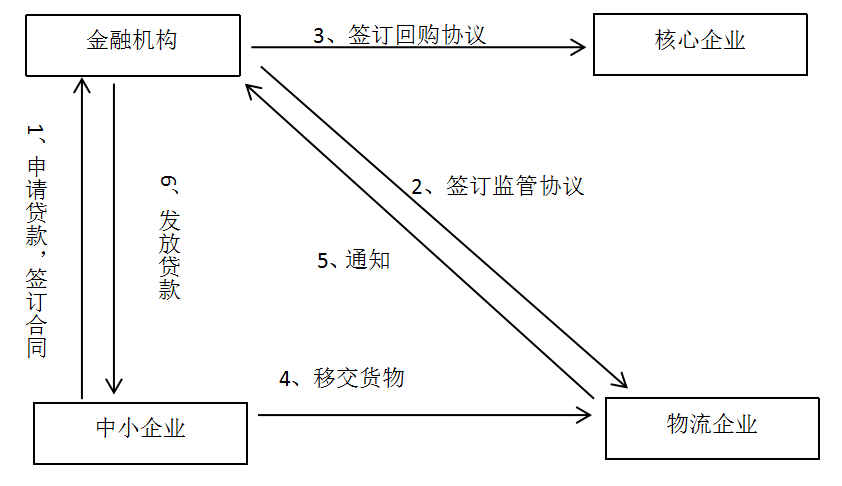 金融机构
3、签订回购协议
核心企业
1、申请贷款，签订合同
6、发放贷款
2、签订监管协议
5、通知
4、移交货物
中小企业
物流企业